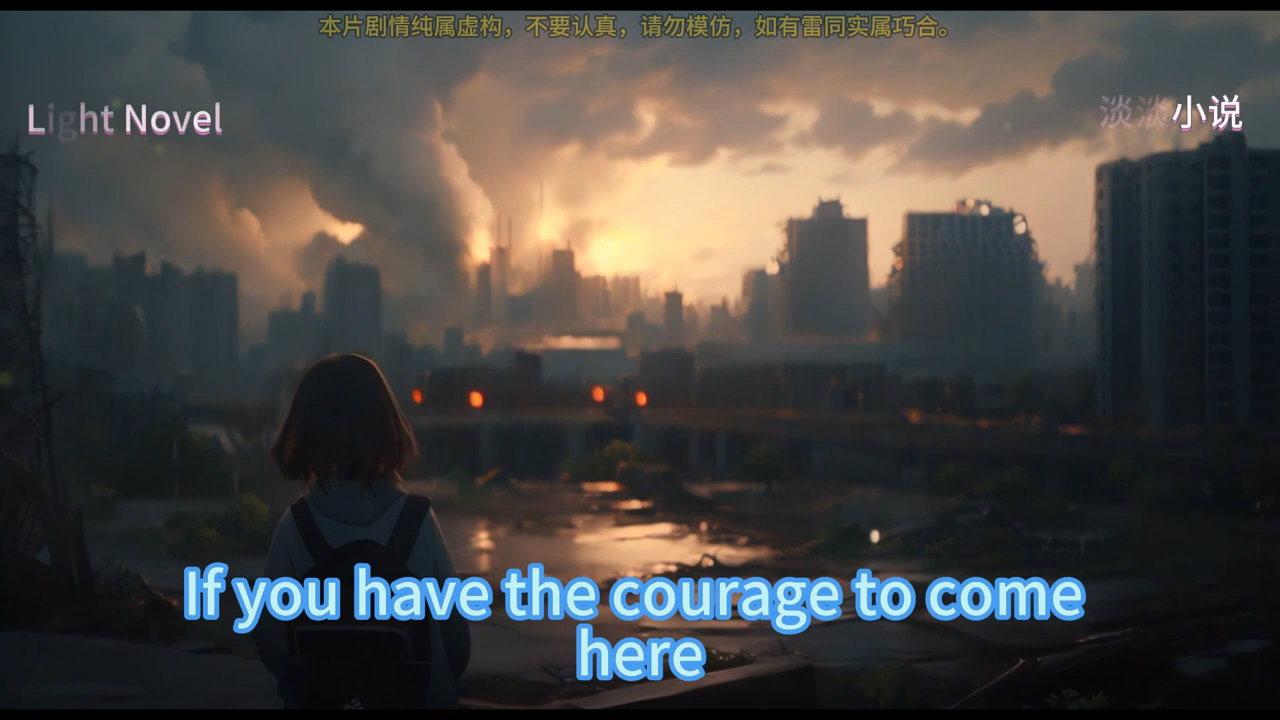 本片剧情纯属虚构，不要认真，请勿模仿，如有雷同实属巧合。
Light Novel
淡淡小说
If you have the courage to come
here